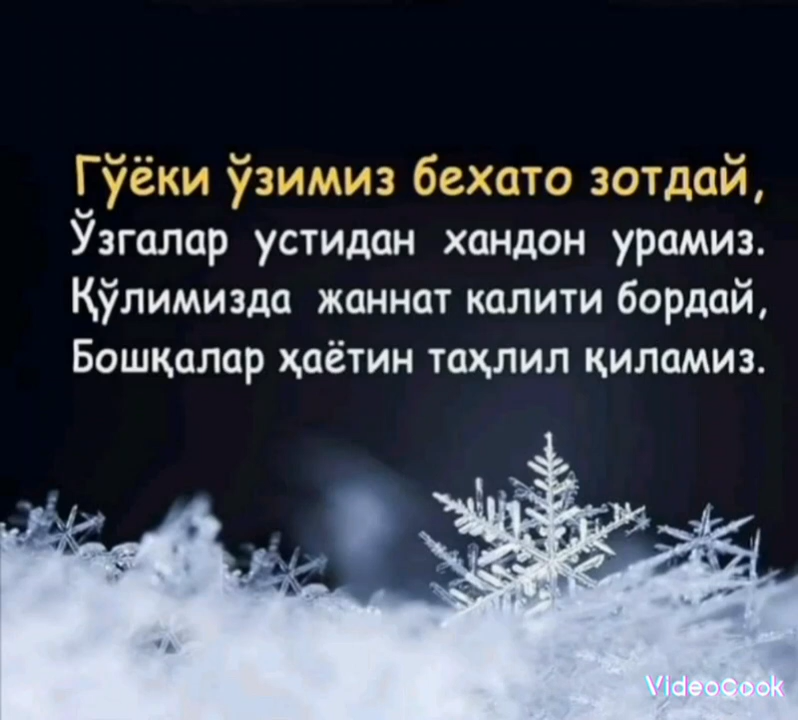 Гўёки ўзимиз бехато зотдай,
Ўзгалар устидан хандон урамиз.
Қўлимизда жаннат калити бордай,
Бошқалар ҳаётин таҳлил қиламиз.
VideoCook